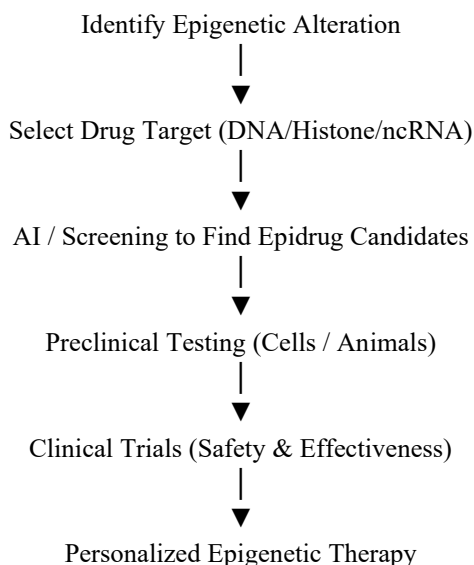 Identify Epigenetic Alteration
Select Drug Target (DNA/Histone/ncRNA)
AI / Screening to Find Epidrug Candidates
Preclinical Testing (Cells / Animals)
Clinical Trials (Safety & Effectiveness)
Personalized Epigenetic Therapy